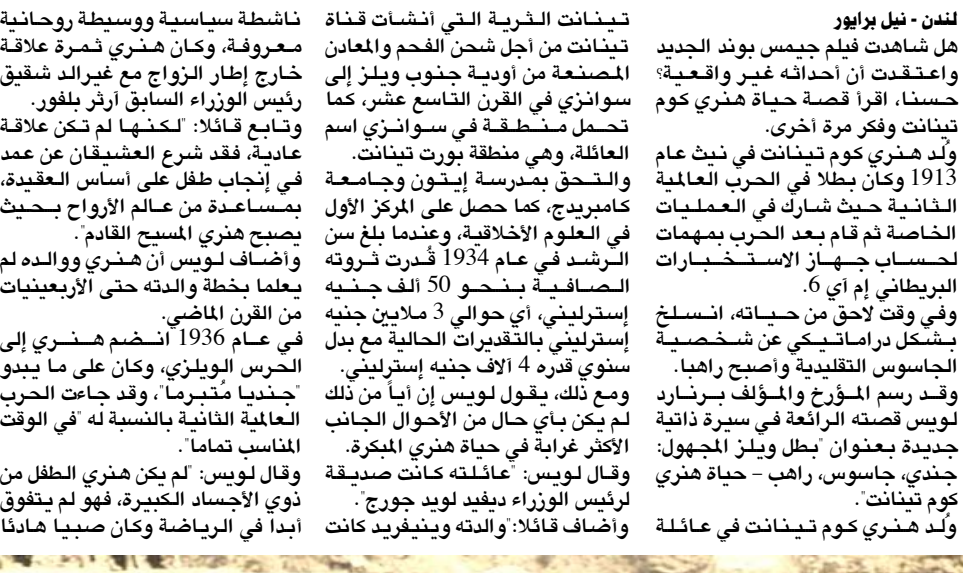 لندن - نيل برايور
هل شاهدت فيلم جيمس بوند الجديد
واعتقدت أن أحداثه غير واقعية؟
حسنا، اقرأ قصة حياة هنري كوم
تينانت وفكر مرة أخرى.
وُلد هنري كوم تينانت في نيث عام
1913 وكان بطلا في الحرب العالمية
الثانية حيث شارك في العمليات
الخاصة ثم قام بعد الحرب بمهمات
لحساب جهاز الاستخبارات
البريطاني إم آي 6.
وفي وقت لاحق من حياته، انسلخ
بشكل دراماتيكي عن شخصية
الجاسوس التقليدية وأصبح راهبا.
وقد رسم المؤرخ والمؤلف برنارد
لويس قصته الرائعة في سيرة ذاتية
جديدة بعنوان "بطل ويلز المجهول:
جندي، جاسوس، راهب – حياة هنري
كوم تينانت".
وُلد هنري كوم تينانت في عائلة
تينانت الثرية التي أنشأت قناة
تينانت من أجل شحن الفحم والمعادن
المصنعة من أودية جنوب ويلز إلى
سوانزي في القرن التاسع عشر، كما
تحمل منطقة في سوانزي اسم
العائلة، وهي منطقة بورت تينانت.
والتحق بمدرسة إيتون وجامعة
كامبريدج، كما حصل على المركز الأول
في العلوم الأخلاقية، وعندما بلغ سن
الرشد في عام 1934 قُدرت ثروته
الصافية بنحو 50 ألف جنيه
إسترليني، أي حوالي 3 ملايين جنيه
إسترليني بالتقديرات الحالية مع بدل
سنوي قدره 4 آلاف جنيه إسترليني.
ومع ذلك، يقول لويس إن أياً من ذلك
لم يكن بأي حال من الأحوال الجانب
الأكثر غرابة في حياة هنري المبكرة.
وقال لويس: "عائلته كانت صديقة
لرئيس الوزراء ديفيد لويد جورج".
وأضاف قائلا:"والدته وينيفريد كانت
ناشطة سياسية ووسيطة روحانية
معروفة، وكان هنري ثمرة علاقة
خارج إطار الزواج مع غيرالد شقيق
رئيس الوزراء السابق آرثر بلفور.
وتابع قائلا: "لكنها لم تكن علاقة
عادية، فقد شرع العشيقان عن عمد
في إنجاب طفل على أساس العقيدة،
بمساعدة من عالم الأرواح بحيث
يصبح هنري المسيح القادم".
وأضاف لويس أن هنري ووالده لم
يعلما بخطة والدته حتى الأربعينيات
من القرن الماضي.
في عام 1936 انضم هنري إلى
الحرس الويلزي، وكان على ما يبدو
"جنديا مُتبرما"، وقد جاءت الحرب
العالمية الثانية بالنسبة له "في الوقت
المناسب تماما".
وقال لويس: "لم يكن هنري الطفل من
ذوي الأجساد الكبيرة، فهو لم يتفوق
أبدا في الرياضة وكان صبيا هادئا